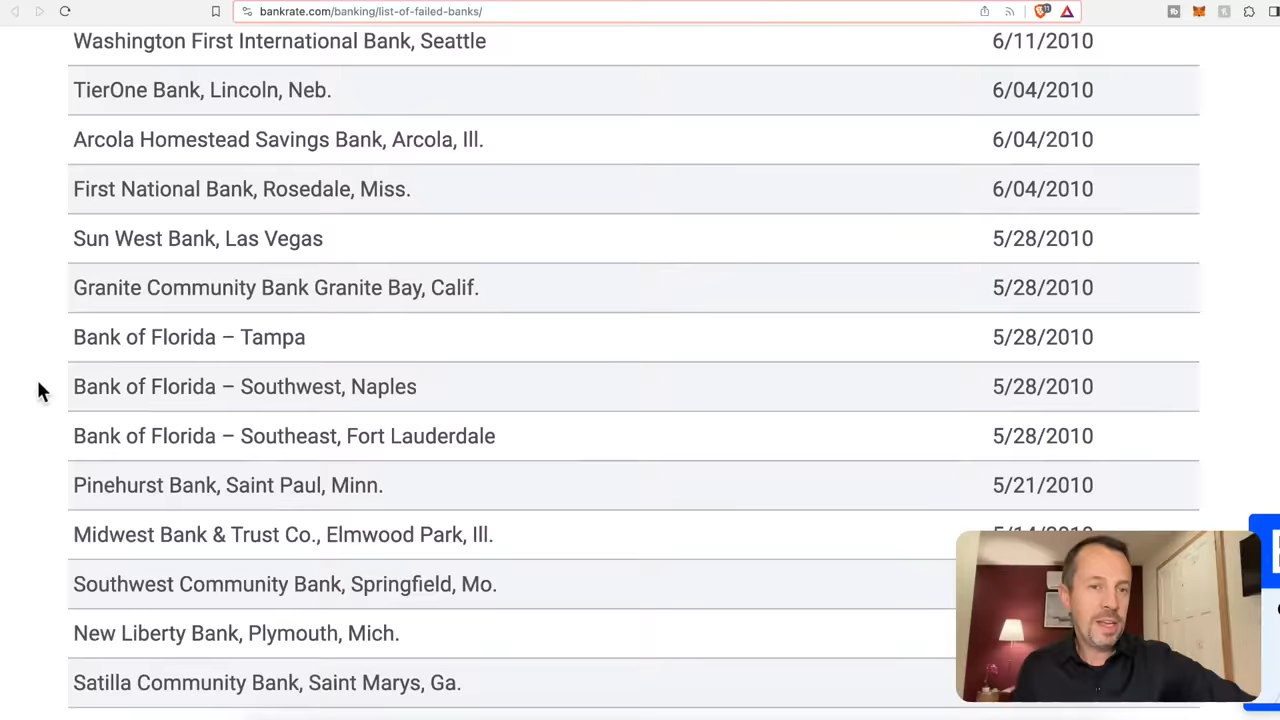 bankrate.com/banking/list-of-failed-banks/
Washington First International Bank, Seattle 6/11/2010
TierOne Bank, Lincoln, Neb. 6/04/2010
Arcola Homestead Savings Bank, Arcola, Ill. 6/04/2010
First National Bank, Rosedale, Miss. 6/04/2010
Sun West Bank, Las Vegas 5/28/2010
Granite Community Bank Granite Bay, Calif. 5/28/2010
Bank of Florida – Tampa 5/28/2010
Bank of Florida – Southwest, Naples 5/28/2010
Bank of Florida – Southeast, Fort Lauderdale 5/28/2010
Pinehurst Bank, Saint Paul, Minn. 5/21/2010
Midwest Bank & Trust Co., Elmwood Park, Ill. 5/14/2010
Southwest Community Bank, Springfield, Mo.
New Liberty Bank, Plymouth, Mich.
Satilla Community Bank, Saint Marys, Ga.